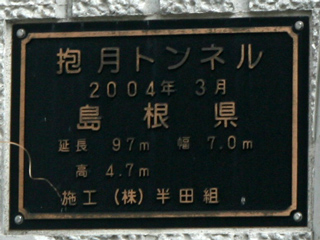 抱月トンネル
2004年 3月
島根県
延長 97m 幅 7.0m
高 4.7m
施工 (株) 半田組